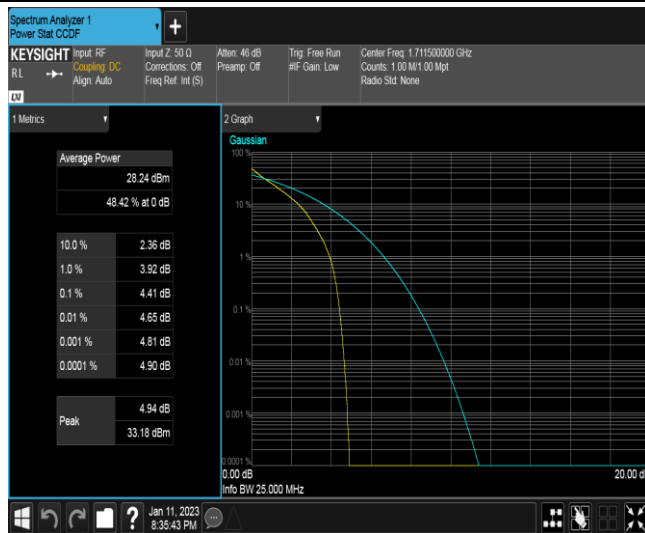 Spectrum Analyzer 1
Power Stat CCDF
KEYSIGHT
RL
Input: RF
Coupling: DC
Align: Auto
Input Z: 50 Ω
Corrections: Off
Freq Ref: Int (S)
Atten: 46 dB
Preamp: Off
Trig: Free Run
#IF Gain: Low
Center Freq: 1.711500000 GHz
Counts: 1.00 M/1.00 Mpt
Radio Std: None
1 Metrics
Average Power
28.24 dBm
48.42 % at 0 dB
10.0 % 2.36 dB
1.0 % 3.92 dB
0.1 % 4.41 dB
0.01 % 4.65 dB
0.001 % 4.81 dB
0.0001 % 4.90 dB
Peak
4.94 dB
33.18 dBm
2 Graph
Gaussian
100 %
10 %
1 %
0.1 %
0.01 %
0.001 %
0.0001 %
0.00 dB
20.00 d
Info BW 25.000 MHz
Jan 11, 2023
8:35:43 PM